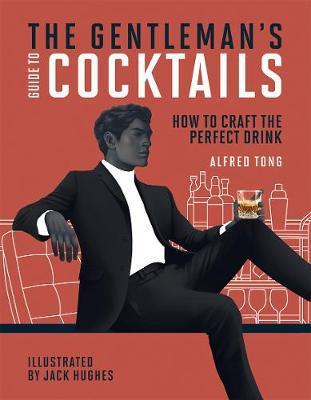 THE GENTLEMAN'S
GUIDE TO
COCKTAILS
HOW TO CRAFT THE
PERFECT DRINK
ALFRED TONG
ILLUSTRATED
BY JACK HUGHES